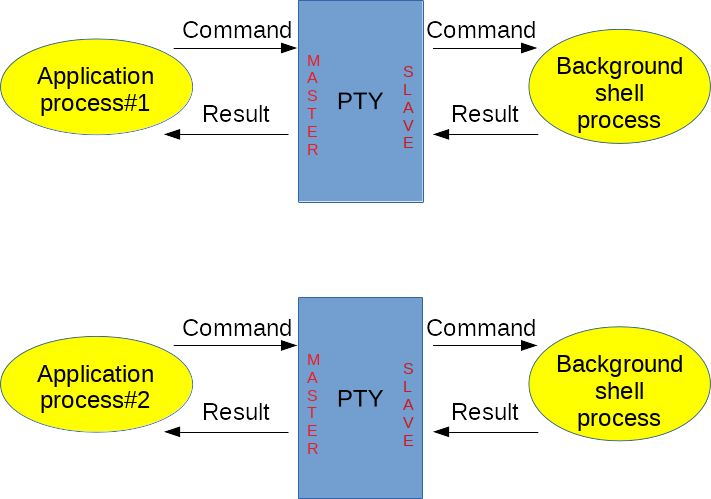 Command
Command
Application
process#1
MASTER
PTY
SLAVE
Background
shell
process
Result
Result
Command
Command
Application
process#2
MASTER
PTY
SLAVE
Background
shell
process
Result
Result